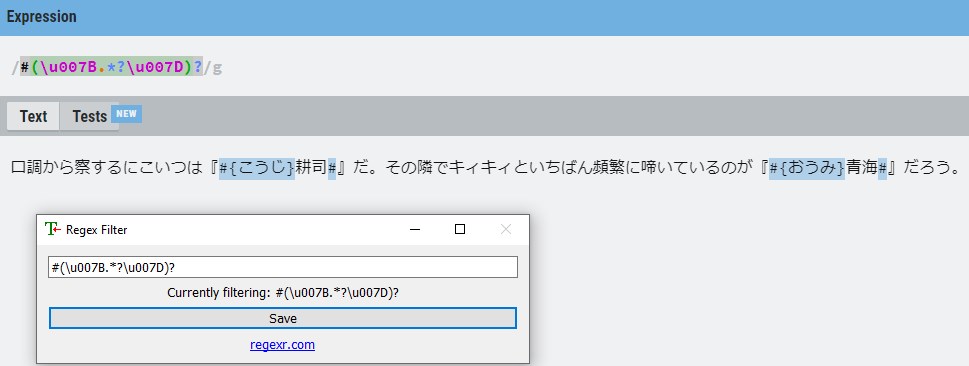 Expression
/#(\u007B.*?\u007D)?/g
Text Tests NEW
口調から察するにこいつは『#{こうじ}耕司#』だ。その隣でキィキィといちばん頻繁に啼いているのが『#{おうみ}青海#』だろう。
Regex Filter
#(\u007B.*?\u007D)?
Currently filtering: #(\u007B.*?\u007D)?
Save
regexr.com